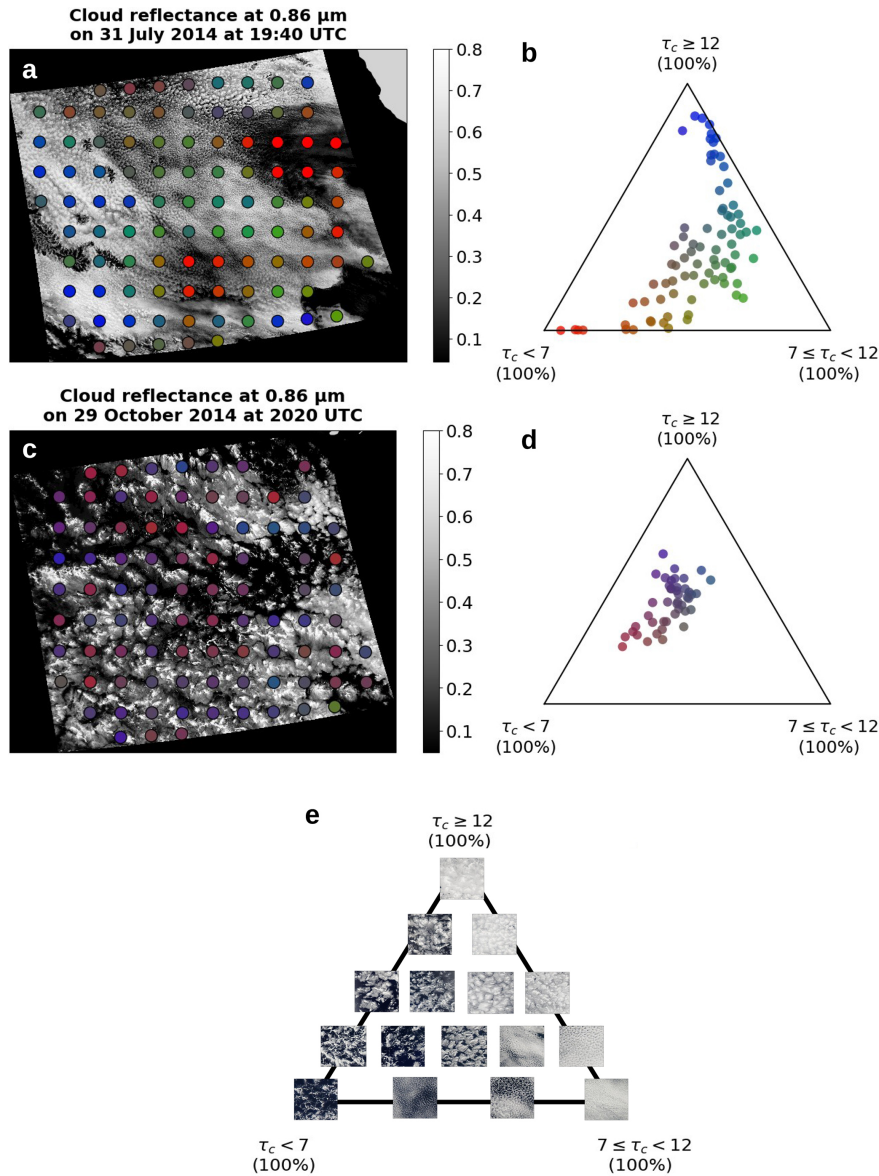 Cloud reflectance at 0.86 µm
on 31 July 2014 at 19:40 UTC
a
0.8
0.7
0.6
0.5
0.4
0.3
0.2
0.1
b
τc ≥ 12
(100%)
τc < 7
(100%)
7 ≤ τc < 12
(100%)
Cloud reflectance at 0.86 µm
on 29 October 2014 at 2020 UTC
c
0.8
0.7
0.6
0.5
0.4
0.3
0.2
0.1
d
τc ≥ 12
(100%)
τc < 7
(100%)
7 ≤ τc < 12
(100%)
e
τc ≥ 12
(100%)
τc < 7
(100%)
7 ≤ τc < 12
(100%)